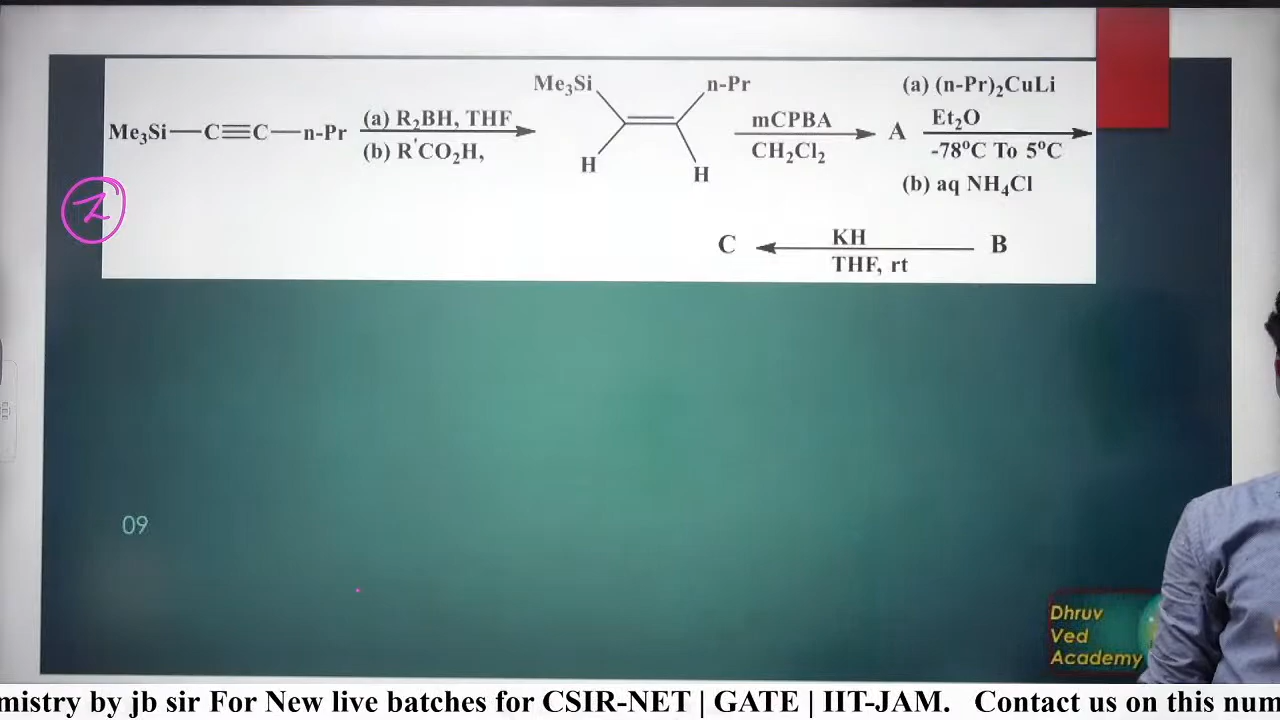 Me₃Si—C≡C—n-Pr
(a) R₂BH, THF
(b) R'CO₂H,
Me₃Si
n-Pr
H
H
mCPBA
CH₂Cl₂
A
(a) (n-Pr)₂CuLi
Et₂O
-78⁰C To 5⁰C
(b) aq NH₄Cl
C
KH
THF, rt
B
09
Dhruv
Ved
Academy
mistry by jb sir For New live batches for CSIR-NET | GATE | IIT-JAM. Contact us on this num